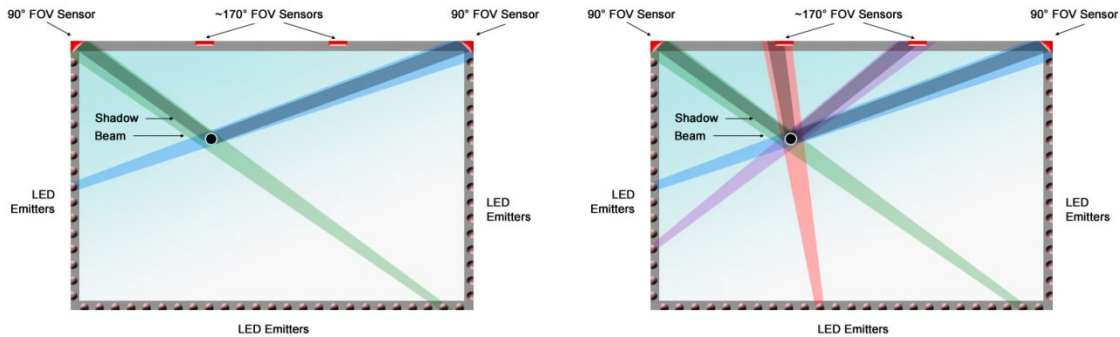 90° FOV Sensor
~170° FOV Sensors
90° FOV Sensor
Shadow
Beam
LED
Emitters
LED
Emitters
LED Emitters
90° FOV Sensor
~170° FOV Sensors
90° FOV Sensor
Shadow
Beam
LED
Emitters
LED
Emitters
LED Emitters